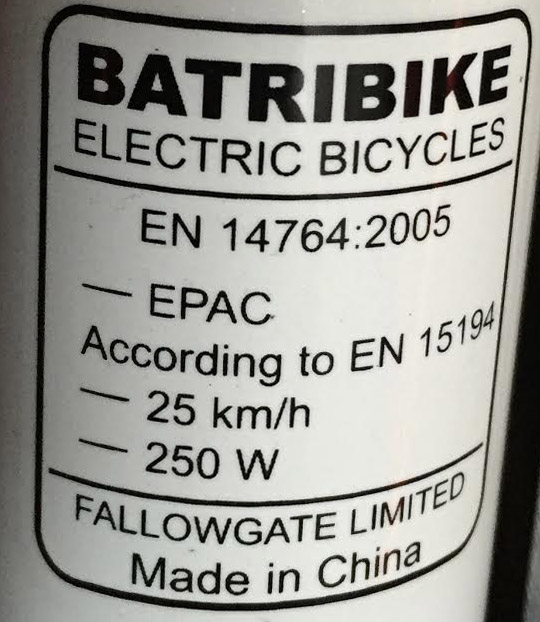 BATRIBIKE
ELECTRIC BICYCLES
EN 14764:2005
— EPAC
According to EN 15194
— 25 km/h
— 250 W
FALLOWGATE LIMITED
Made in China